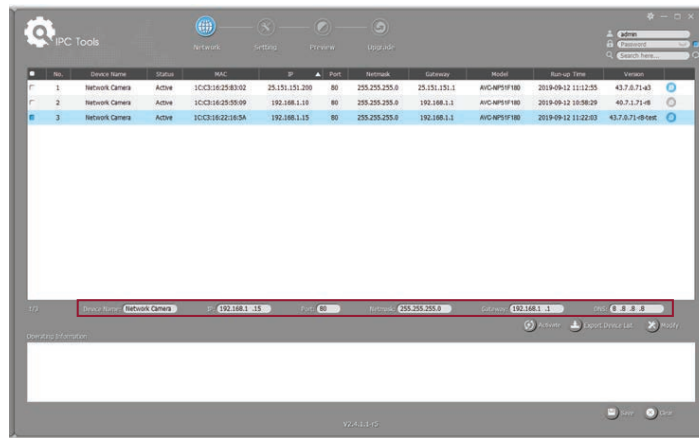 IPC Tools
Network Setting Preview Upgrade
admin
Password
Search here...
No. Device Name Status MAC IP Port Netmask Gateway Model Run-up Time Version
1 Network Camera Active 1C:C3:16:25:83:02 25.151.151.200 80 255.255.255.0 25.151.151.1 AVC-NP51F180 2019-09-12 11:12:55 43.7.0.71-a3
2 Network Camera Active 1C:C3:16:25:55:09 192.168.1.10 80 255.255.255.0 192.168.1.1 AVC-NP51F180 2019-09-12 10:58:29 40.7.1.71-r8
3 Network Camera Active 1C:C3:16:22:16:5A 192.168.1.15 80 255.255.255.0 192.168.1.1 AVC-NP51F180 2019-09-12 11:22:03 43.7.0.71-r8-test
1/3 Device Name: Network Camera IP: 192.168.1 .15 Port: 80 Netmask: 255.255.255.0 Gateway: 192.168.1 .1 DNS: 8 .8 .8 .8
Activate Export Device List Modify
Operating Information
Save Clear
V2.4.1.1-r5